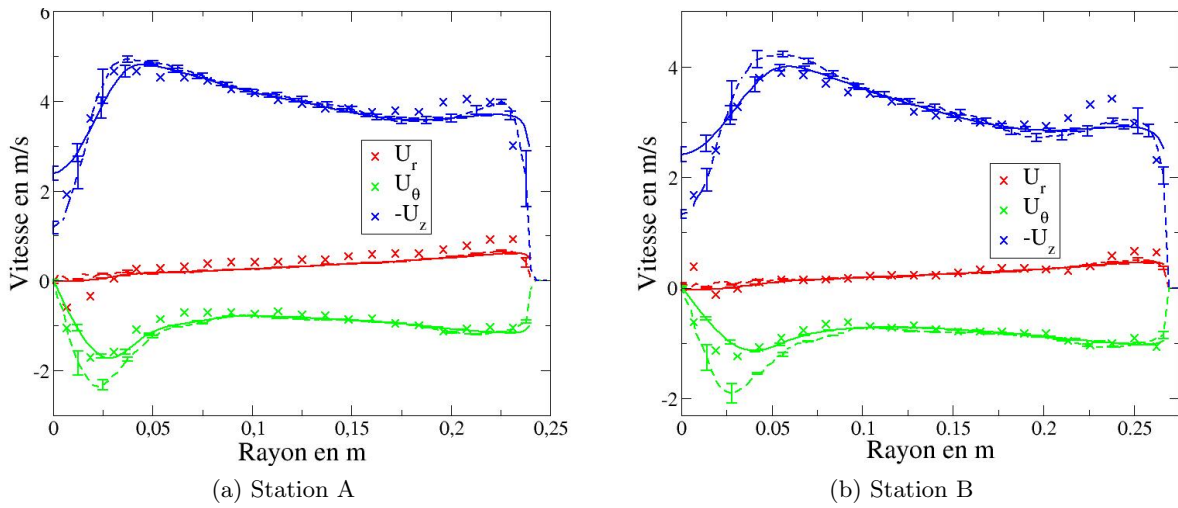 6
4
2
0
-2
Vitesse en m/s
U_r
U_θ
-U_z
0
0,05
0,1
0,15
0,2
0,25
Rayon en m
(a) Station A
4
2
0
-2
Vitesse en m/s
U_r
U_θ
-U_z
0
0.05
0.1
0.15
0.2
0.25
Rayon en m
(b) Station B